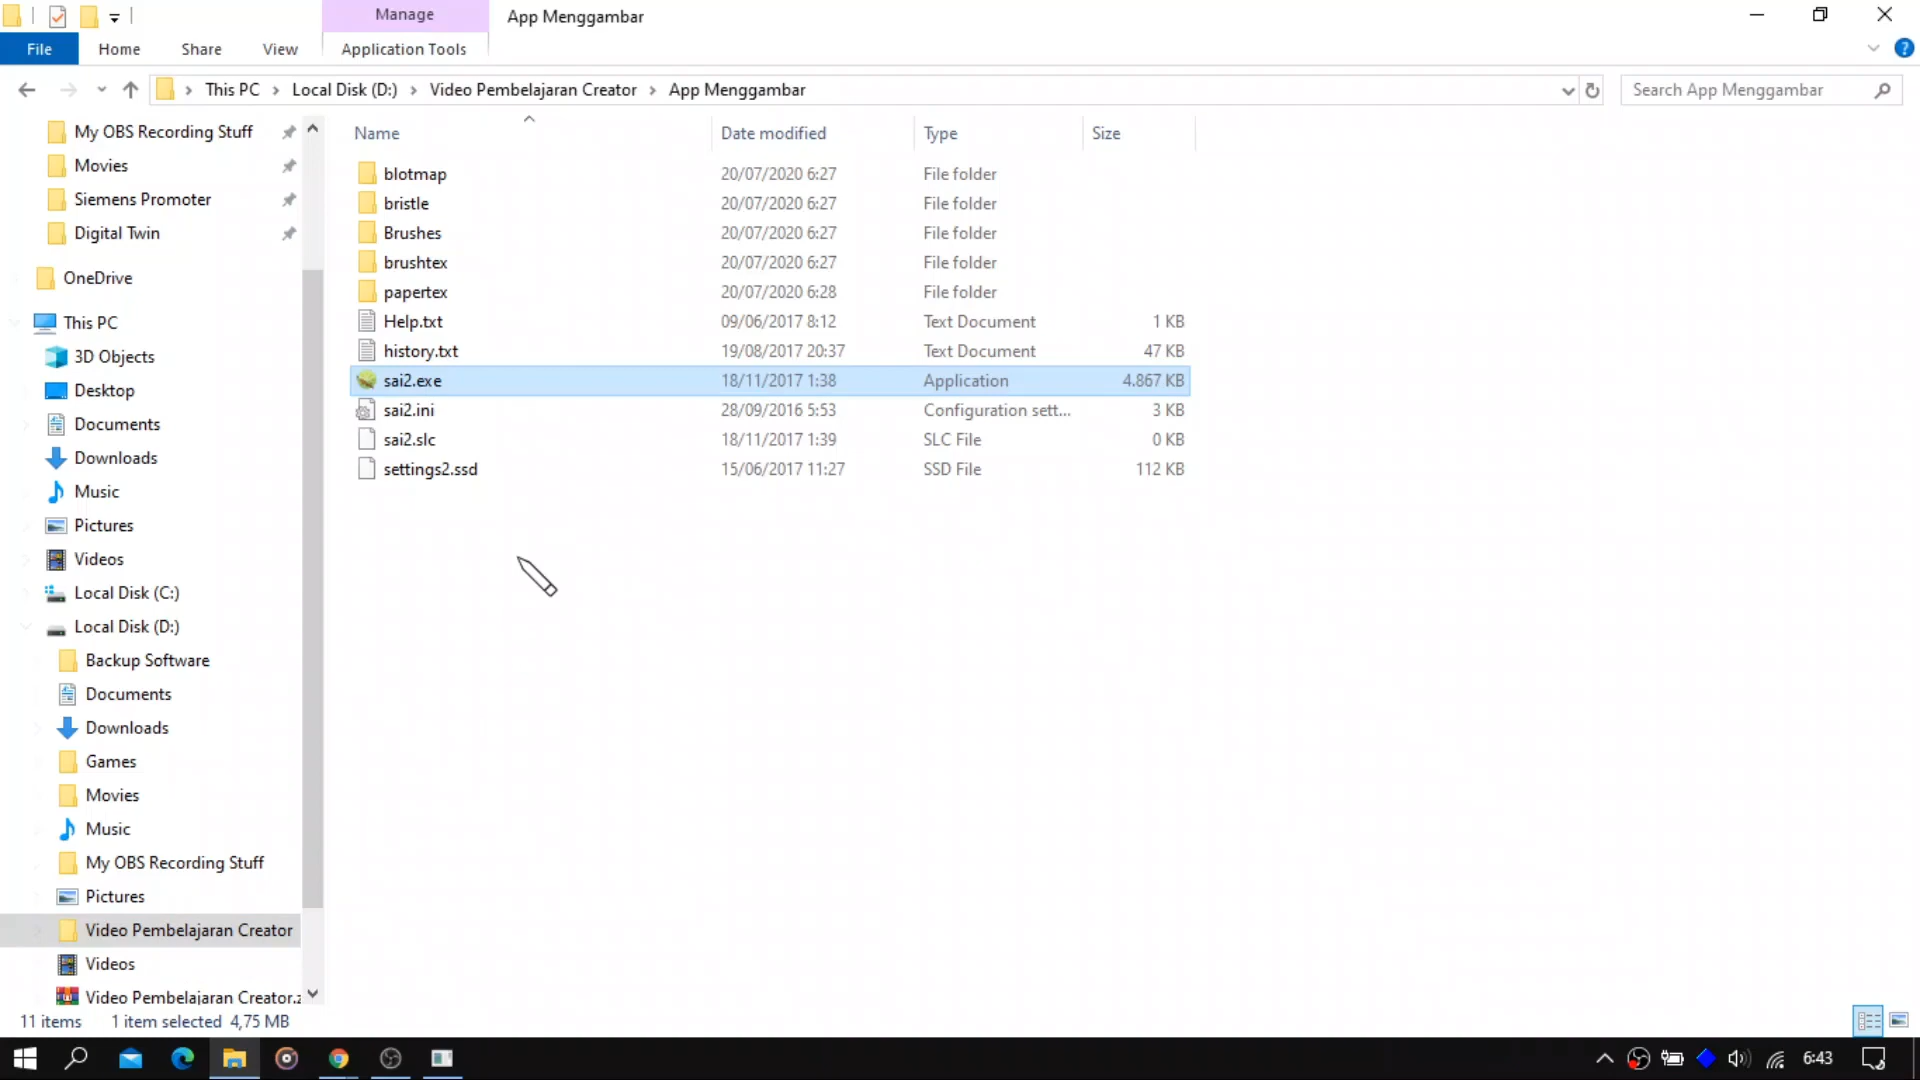 Manage
App Menggambar
File
Home
Share
View
Application Tools
This PC
Local Disk (D:)
Video Pembelajaran Creator
App Menggambar
Search App Menggambar
My OBS Recording Stuff
Movies
Siemens Promoter
Digital Twin
OneDrive
This PC
3D Objects
Desktop
Documents
Downloads
Music
Pictures
Videos
Local Disk (C:)
Local Disk (D:)
Backup Software
Documents
Downloads
Games
Movies
Music
My OBS Recording Stuff
Pictures
Video Pembelajaran Creator
Videos
Video Pembelajaran Creator.z
Name Date modified Type Size
blotmap 20/07/2020 6:27 File folder
bristle 20/07/2020 6:27 File folder
Brushes 20/07/2020 6:27 File folder
brushtex 20/07/2020 6:27 File folder
papertex 20/07/2020 6:28 File folder
Help.txt 09/06/2017 8:12 Text Document 1 KB
history.txt 19/08/2017 20:37 Text Document 47 KB
sai2.exe 18/11/2017 1:38 Application 4.867 KB
sai2.ini 28/09/2016 5:53 Configuration sett... 3 KB
sai2.slc 18/11/2017 1:39 SLC File 0 KB
settings2.ssd 15/06/2017 11:27 SSD File 112 KB
11 items 1 item selected 4,75 MB
6:43